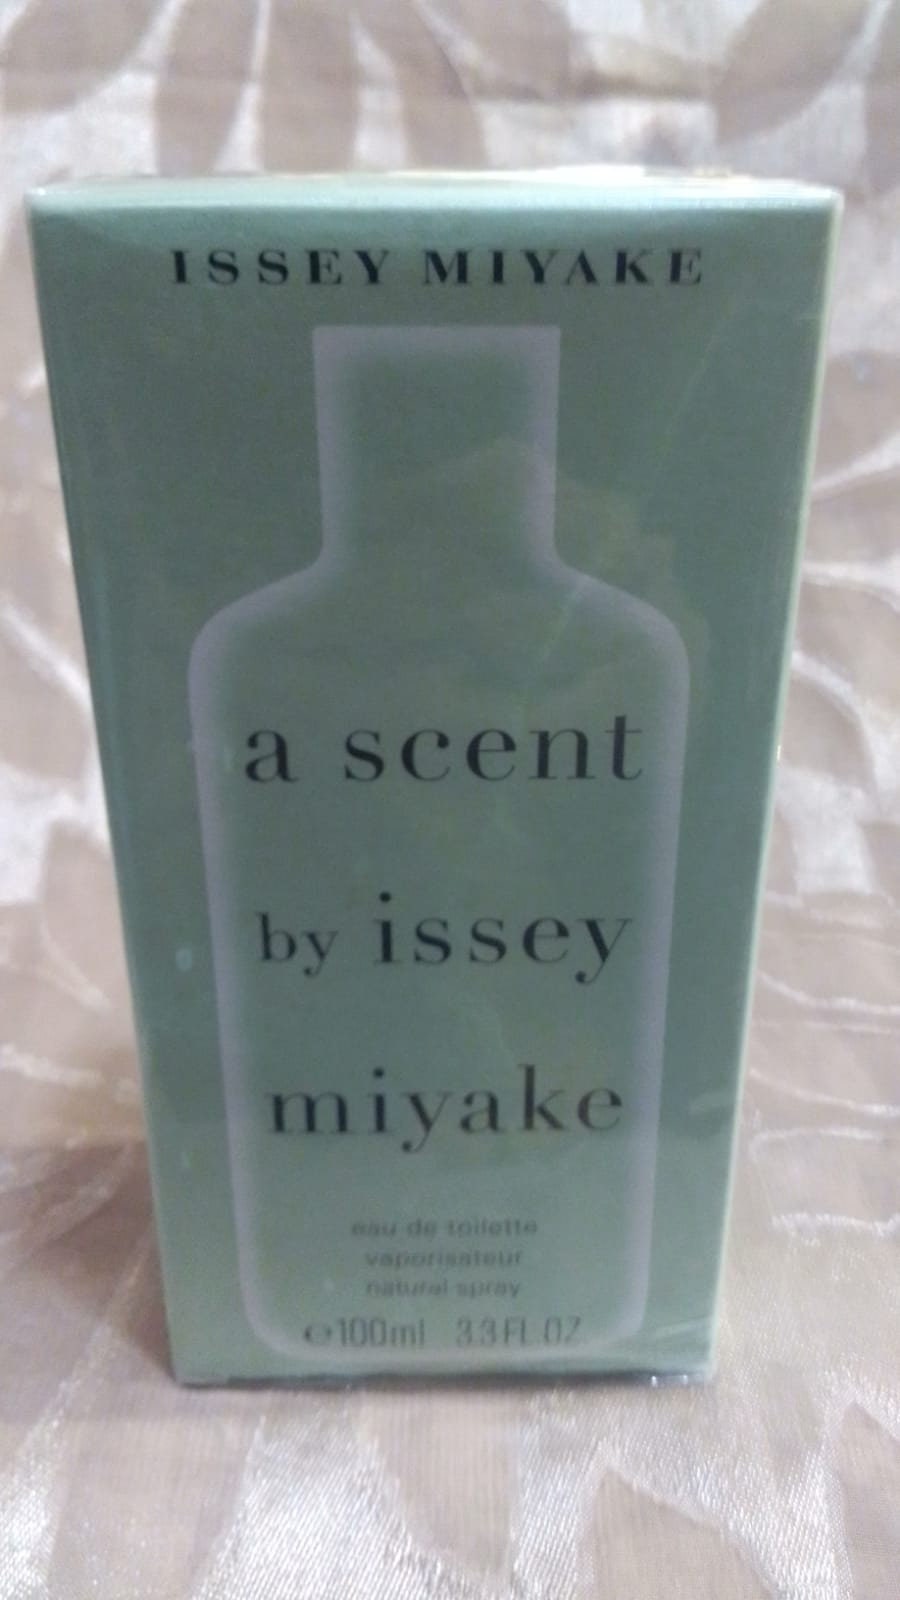 ISSEY MIYAKE
a scent
by issey
miyake
eau de toilette
vaporisateur
natural spray
℮100ml 3.3 FL.OZ